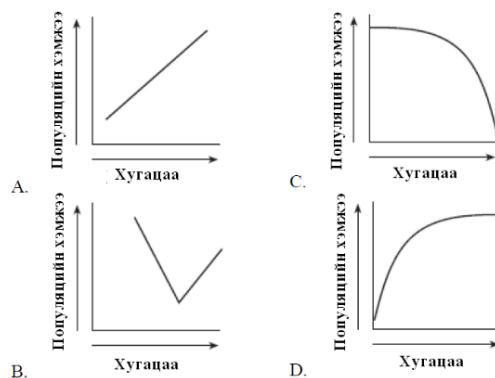 Популяцийн хэмжээ
Хугацаа
A.
Популяцийн хэмжээ
Хугацаа
C.
Популяцийн хэмжээ
Хугацаа
B.
Популяцийн хэмжээ
Хугацаа
D.